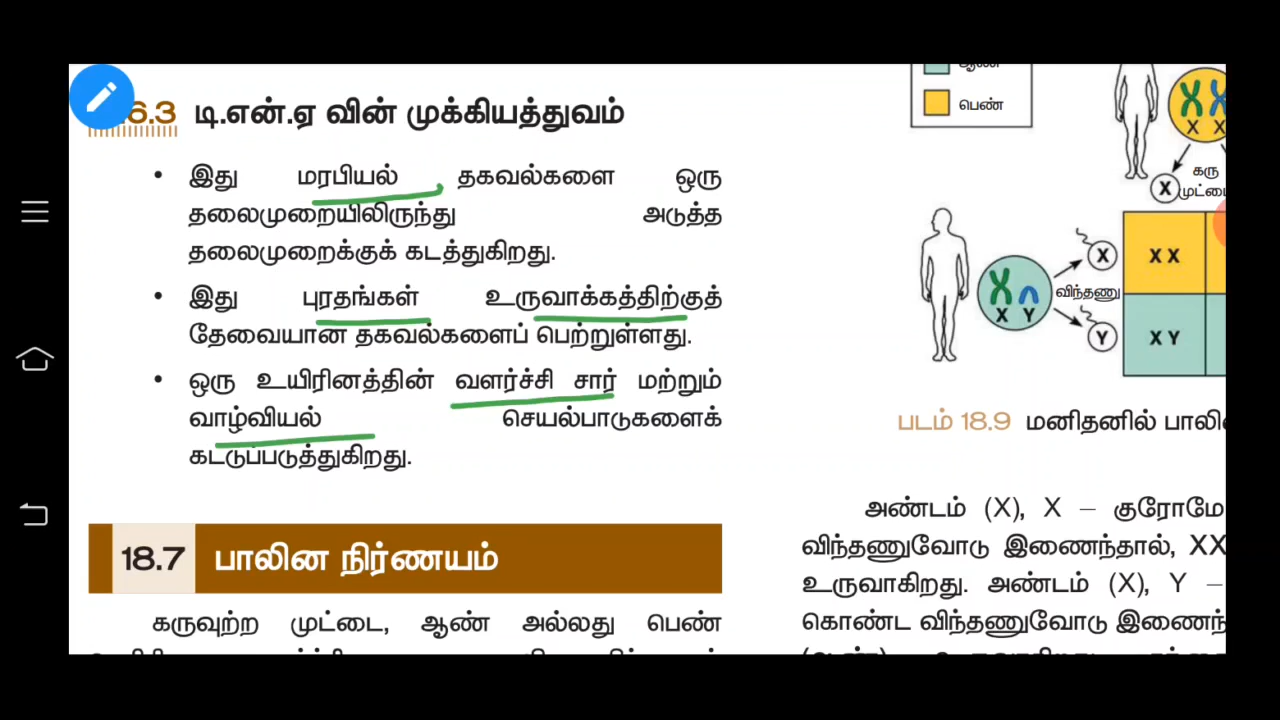 6.3 டி.என்.ஏ வின் முக்கியத்துவம்
• இது மரபியல் தகவல்களை ஒரு
தலைமுறையிலிருந்து அடுத்த
தலைமுறைக்குக் கடத்துகிறது.
• இது புரதங்கள் உருவாக்கத்திற்குத்
தேவையான தகவல்களைப் பெற்றுள்ளது.
• ஒரு உயிரினத்தின் வளர்ச்சி சார் மற்றும்
வாழ்வியல் செயல்பாடுகளைக்
கட்டுப்படுத்துகிறது.
18.7 பாலின நிர்ணயம்
கருவுற்ற முட்டை, ஆண் அல்லது பெண்
ஆண்
பெண்
X X
கரு
X முட்டை
X
X Y விந்தணு
Y
X X
X Y
படம் 18.9 மனிதனில் பாலின
அண்டம் (X), X – குரோமோ
விந்தணுவோடு இணைந்தால், XX
உருவாகிறது. அண்டம் (X), Y –
கொண்ட விந்தணுவோடு இணைந்